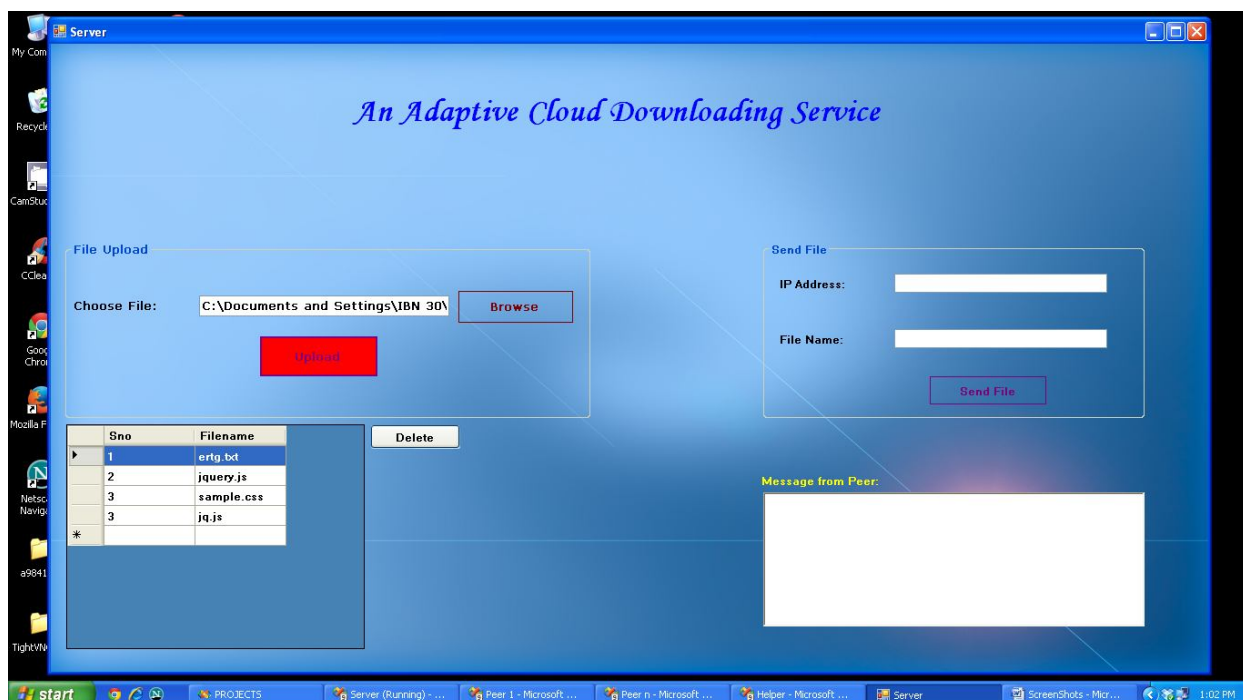 Server
My Com
Recycle
CamStud
CClea
Goog
Chro
Mozilla F
Netsc
Naviga
a9841
TightVN
An Adaptive Cloud Downloading Service
File Upload
Choose File: C:\Documents and Settings\IBN 30\ Browse
Upload
Send File
IP Address:
File Name:
Send File
Sno Filename
1 ertg.txt
2 jquery.js
3 sample.css
3 jq.js
Delete
Message from Peer:
start PROJECTS Server (Running) - ... Peer 1 - Microsoft ... Peer n - Microsoft ... Helper - Microsoft ... Server ScreenShots - Micr... 1:02 PM